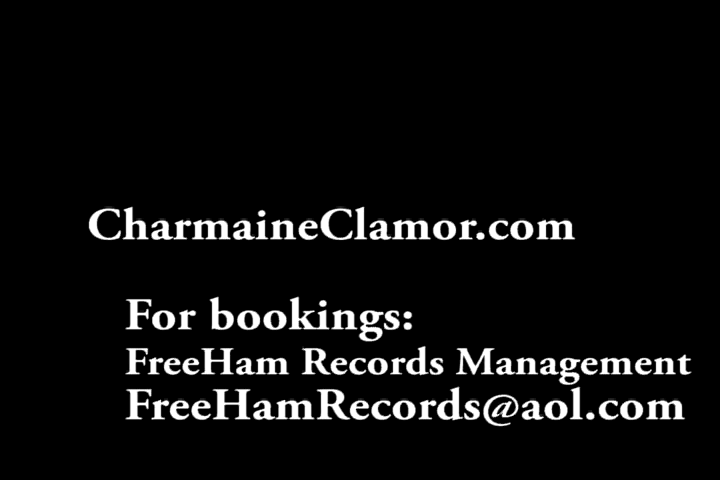 CharmaineClamor.com
For bookings:
FreeHam Records Management
FreeHamRecords@aol.com